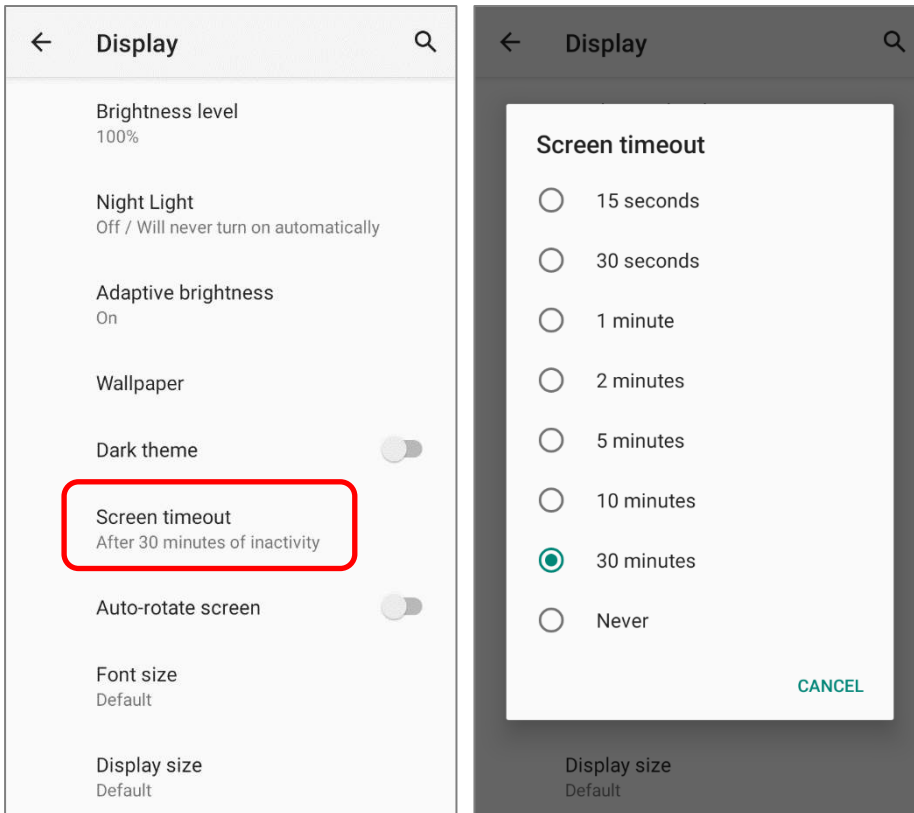 Display
Brightness level
100%
Night Light
Off / Will never turn on automatically
Adaptive brightness
On
Wallpaper
Dark theme
Screen timeout
After 30 minutes of inactivity
Auto-rotate screen
Font size
Default
Display size
Default
Display
Screen timeout
15 seconds
30 seconds
1 minute
2 minutes
5 minutes
10 minutes
30 minutes
Never
CANCEL
Display size
Default